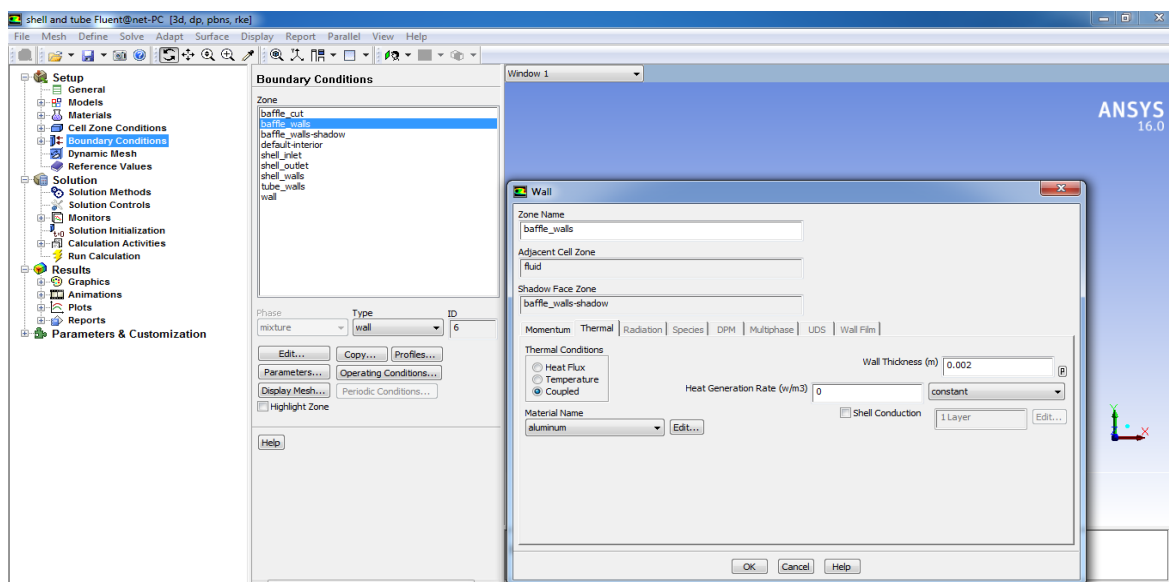 shell and tube Fluent@net-PC [3d, dp, pbns, rke]
File Mesh Define Solve Adapt Surface Display Report Parallel View Help
Setup
General
Models
Materials
Cell Zone Conditions
Boundary Conditions
Dynamic Mesh
Reference Values
Solution
Solution Methods
Solution Controls
Monitors
Solution Initialization
Calculation Activities
Run Calculation
Results
Graphics
Animations
Plots
Reports
Parameters & Customization
Boundary Conditions
Zone
baffle_cut
baffle_walls
baffle_walls-shadow
default-interior
shell_inlet
shell_outlet
shell_walls
tube_walls
wall
Phase Type ID
mixture wall 6
Edit... Copy... Profiles...
Parameters... Operating Conditions...
Display Mesh... Periodic Conditions...
Highlight Zone
Help
Window 1
ANSYS
16.0
Wall
Zone Name
baffle_walls
Adjacent Cell Zone
fluid
Shadow Face Zone
baffle_walls-shadow
Momentum Thermal Radiation Species DPM Multiphase UDS Wall Film
Thermal Conditions
Heat Flux
Temperature
Coupled
Wall Thickness (m) 0.002 P
Heat Generation Rate (w/m3) 0 constant
Shell Conduction 1 Layer Edit...
Material Name
aluminum Edit...
OK Cancel Help
Y
X